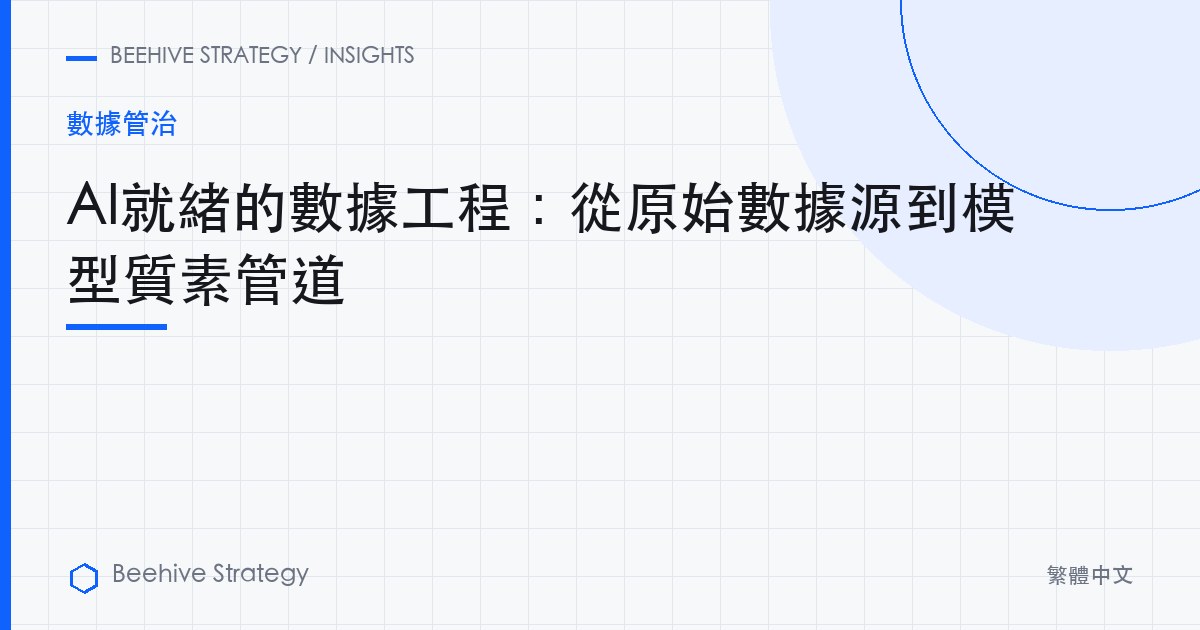 BEEHIVE STRATEGY / INSIGHTS
數據管治
AI就緒的數據工程：從原始數據源到模
型質素管道
Beehive Strategy
繁體中文